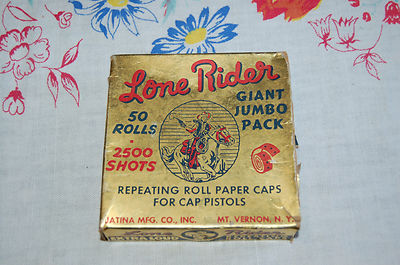 Lone Rider
50
ROLLS
2500
SHOTS
GIANT
JUMBO
PACK
REPEATING ROLL PAPER CAPS
FOR CAP PISTOLS
JATINA MFG. CO., INC. MT. VERNON, N. Y.